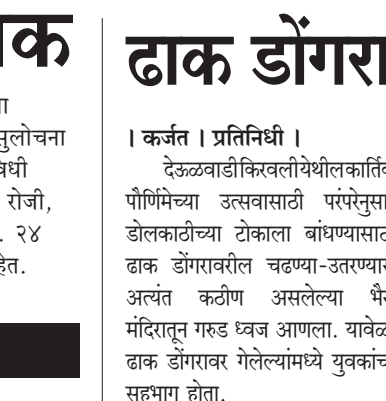 क
ा
सुलोचना
वेधी
रोजी,
. २४
हेत.
ढाक डोंगरा
। कर्जत । प्रतिनिधी ।
देऊळवाडीकिरवलीयेथीलकार्ति
पौर्णिमेच्या उत्सवासाठी परंपरेनुसा
डोलकाठीच्या टोकाला बांधण्यासाठ
ढाक डोंगरावरील चढण्या-उतरण्यास
अत्यंत कठीण असलेल्या भै
मंदिरातून गरुड ध्वज आणला. यावेळ
ढाक डोंगरावर गेलेल्यांमध्ये युवकांच
सहभाग होता.